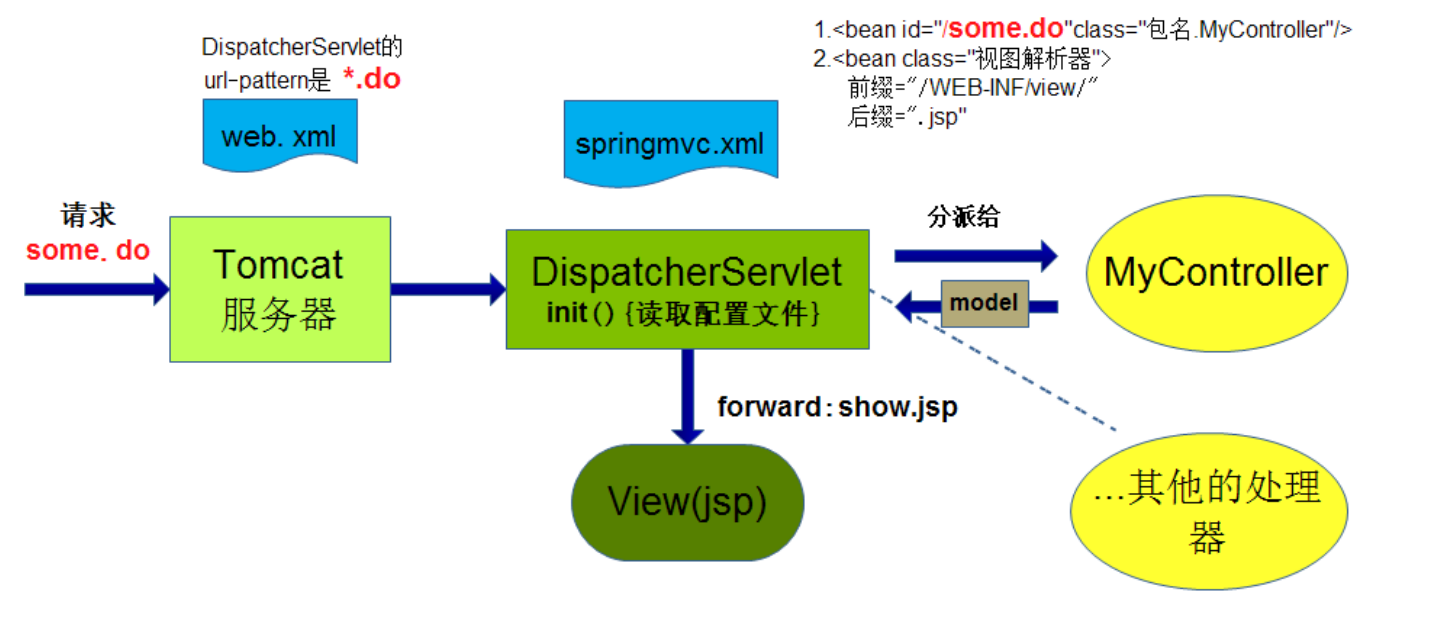 DispatcherServlet的
url-pattern是 *.do
1.<bean id="/some.do"class="包名.MyController"/>
2.<bean class="视图解析器">
前缀="/WEB-INF/view/"
后缀=".jsp"
web. xml
springmvc.xml
请求
some. do
Tomcat
服务器
DispatcherServlet
init() {读取配置文件}
分派给
model
MyController
forward: show.jsp
View(jsp)
...其他的处理
器